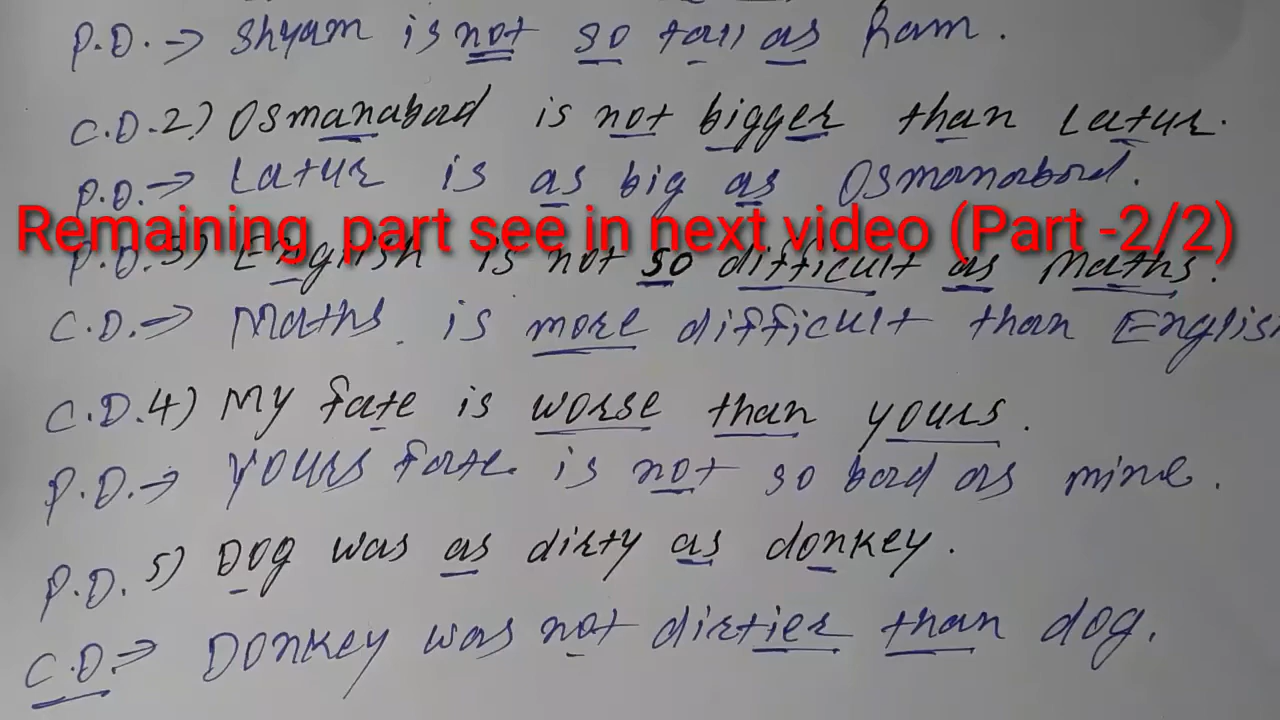 P.D. → Shyam is not so tall as Ram.
C.D.2) Osmanabad is not bigger than Latur.
P.D. → Latur is as big as Osmanabad.
Remaining part see in next video (Part -2/2)
P.D.3) English is not so difficult as Maths.
C.D. → Maths. is more difficult than Englis
C.D.4) My fate is worse than yours.
P.D. → Yours fate is not so bad as mine.
P.D. 5) Dog was as dirty as donkey.
C.D. → Donkey was not dirtier than dog.